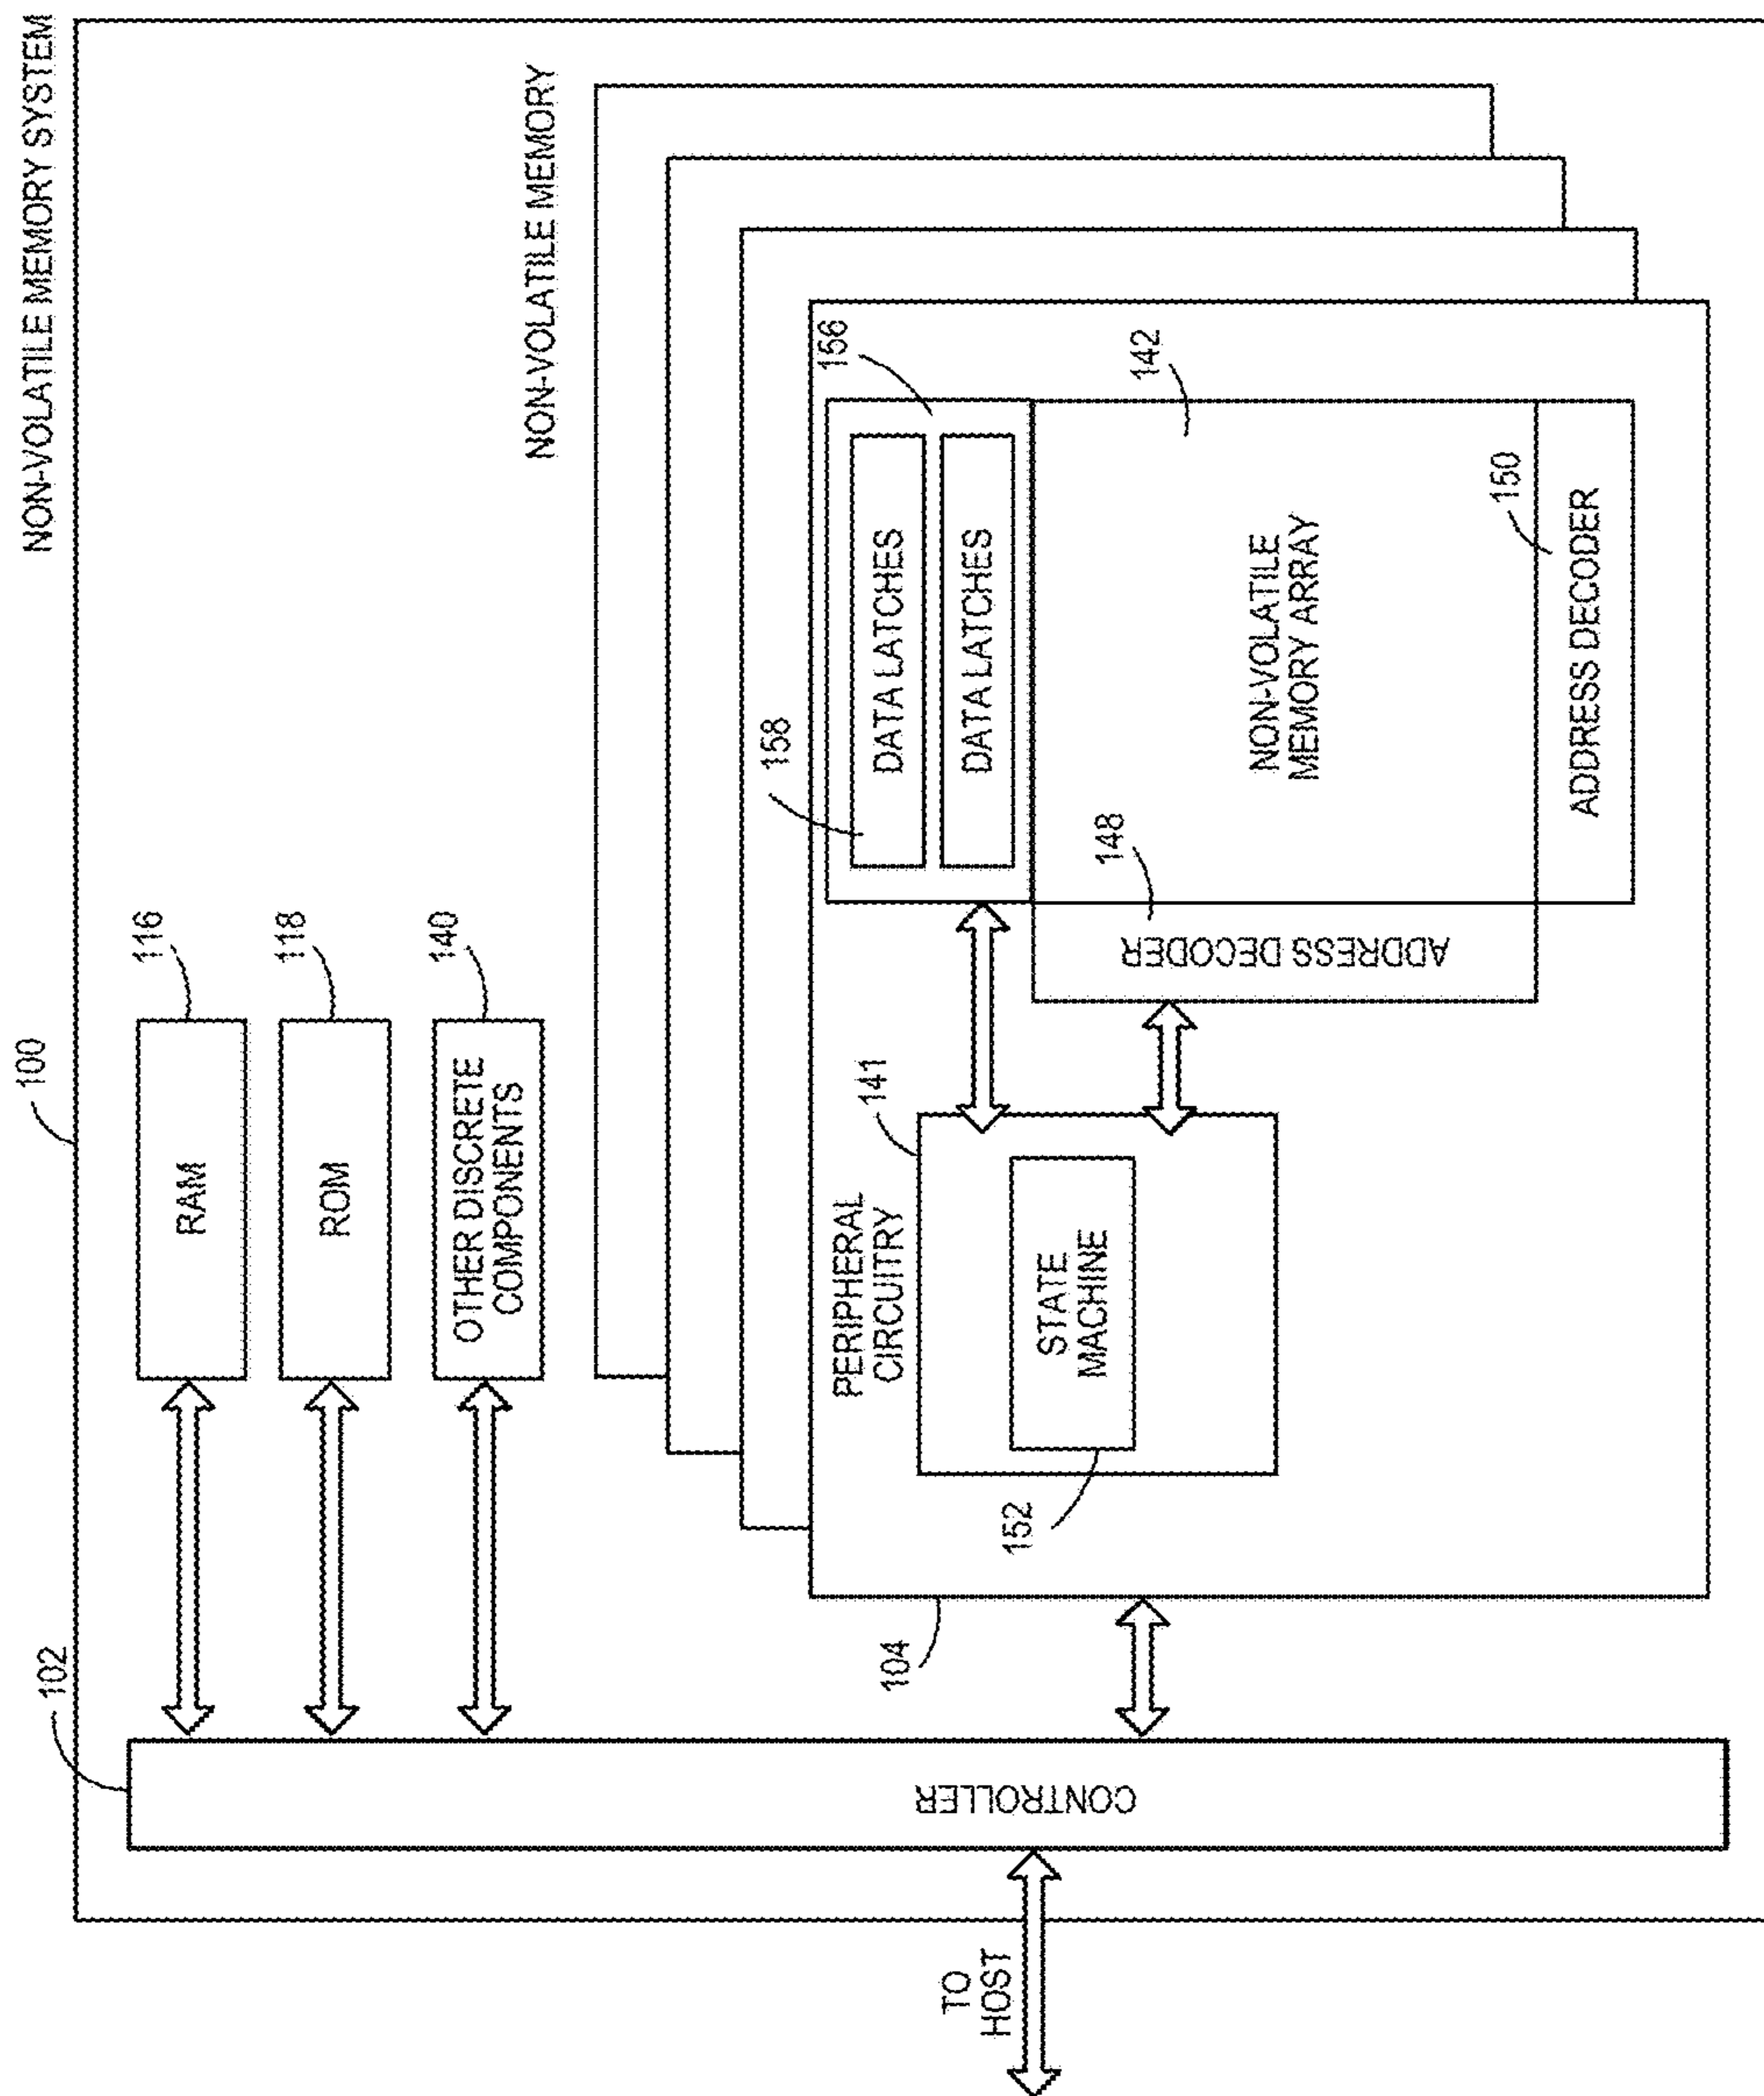 NON-VOLATILE MEMORY SYSTEM
100
102
RAM
116
ROM
118
OTHER DISCRETE
COMPONENTS
140
NON-VOLATILE MEMORY
CONTROLLER
TO
HOST
104
PERIPHERAL
CIRCUITRY
141
STATE
MACHINE
152
158
DATA LATCHES
DATA LATCHES
156
148
ADDRESS DECODER
NON-VOLATILE
MEMORY ARRAY
142
150
ADDRESS DECODER